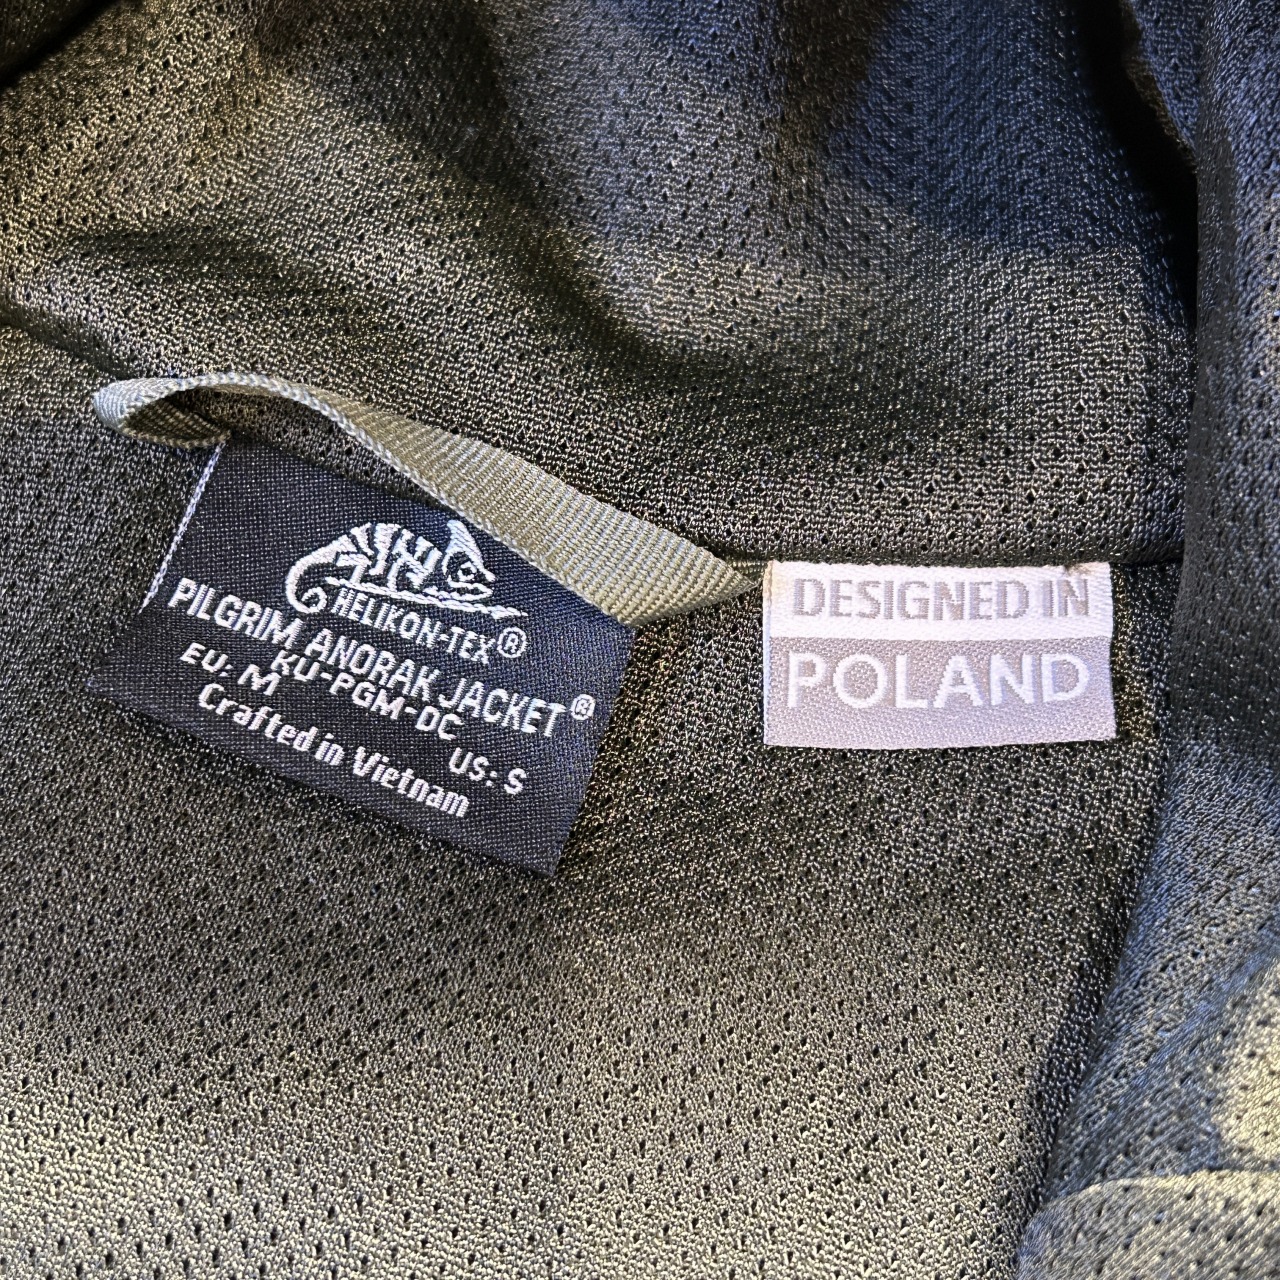 HELIKON-TEX®
PILGRIM ANORAK JACKET®
KU-PGM-DC
EU: M US: S
Crafted in Vietnam
DESIGNED IN
POLAND